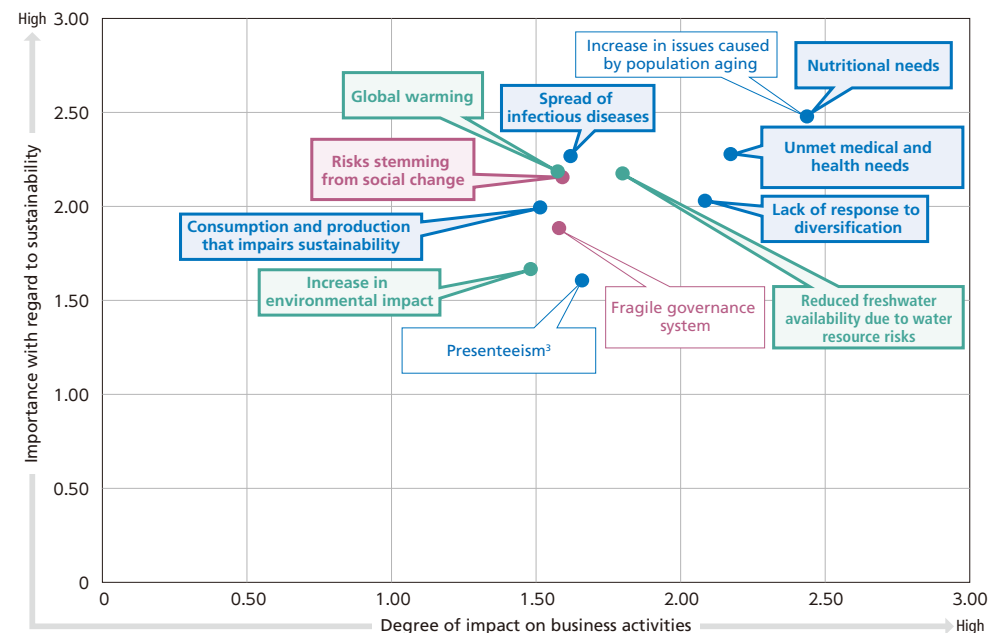 High
3.00
2.50
2.00
1.50
1.00
0.50
0
Importance with regard to sustainability
Increase in issues caused
by population aging
Nutritional needs
Global warming
Spread of
infectious diseases
Unmet medical and
health needs
Risks stemming
from social change
Lack of response to
diversification
Consumption and production
that impairs sustainability
Increase in
environmental impact
Fragile governance
system
Reduced freshwater
availability due to water
resource risks
Presenteeism³
0
0.50
1.00
1.50
2.00
2.50
3.00
Degree of impact on business activities
High